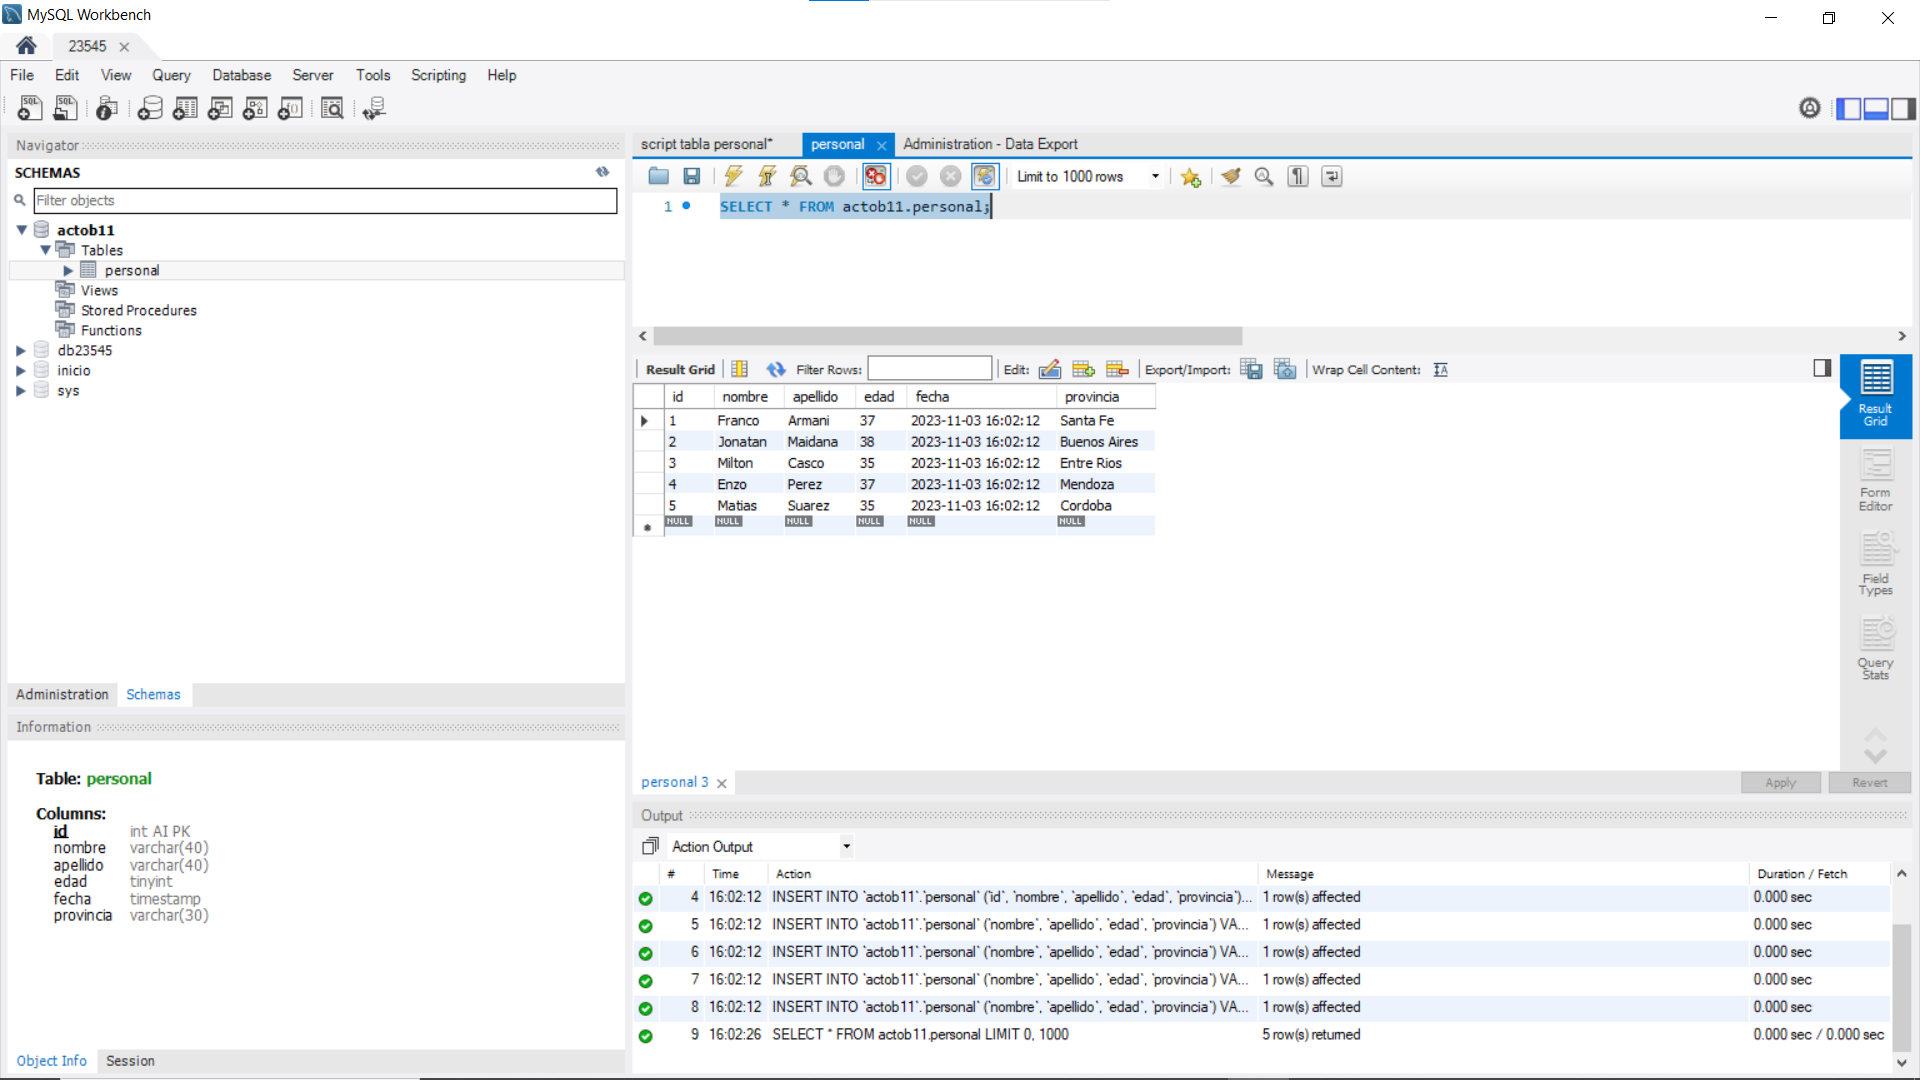 MySQL Workbench
23545
File Edit View Query Database Server Tools Scripting Help
Navigator
SCHEMAS
Filter objects
actob11
Tables
personal
Views
Stored Procedures
Functions
db23545
inicio
sys
Administration Schemas
Information
Table: personal
Columns:
id int AI PK
nombre varchar(40)
apellido varchar(40)
edad tinyint
fecha timestamp
provincia varchar(30)
Object Info Session
script tabla personal* personal Administration - Data Export
Limit to 1000 rows
1 SELECT * FROM actob11.personal;
Result Grid Filter Rows: Edit: Export/Import: Wrap Cell Content:
id nombre apellido edad fecha provincia
1 Franco Armani 37 2023-11-03 16:02:12 Santa Fe
2 Jonatan Maidana 38 2023-11-03 16:02:12 Buenos Aires
3 Milton Casco 35 2023-11-03 16:02:12 Entre Rios
4 Enzo Perez 37 2023-11-03 16:02:12 Mendoza
5 Matias Suarez 35 2023-11-03 16:02:12 Cordoba
NULL NULL NULL NULL NULL NULL
Result
Grid
Form
Editor
Field
Types
Query
Stats
personal 3
Apply Revert
Output
Action Output
# Time Action Message Duration / Fetch
4 16:02:12 INSERT INTO `actob11`.`personal` (`id`, `nombre`, `apellido`, `edad`, `provincia`)... 1 row(s) affected 0.000 sec
5 16:02:12 INSERT INTO `actob11`.`personal` (`nombre`, `apellido`, `edad`, `provincia`) VA... 1 row(s) affected 0.000 sec
6 16:02:12 INSERT INTO `actob11`.`personal` (`nombre`, `apellido`, `edad`, `provincia`) VA... 1 row(s) affected 0.000 sec
7 16:02:12 INSERT INTO `actob11`.`personal` (`nombre`, `apellido`, `edad`, `provincia`) VA... 1 row(s) affected 0.000 sec
8 16:02:12 INSERT INTO `actob11`.`personal` (`nombre`, `apellido`, `edad`, `provincia`) VA... 1 row(s) affected 0.000 sec
9 16:02:26 SELECT * FROM actob11.personal LIMIT 0, 1000 5 row(s) returned 0.000 sec / 0.000 sec